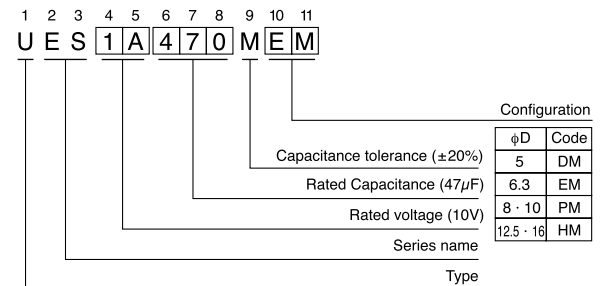 1 2 3 4 5 6 7 8 9 10 11
U E S 1 A 4 7 0 M E M
Configuration
φD Code
5 DM
6.3 EM
8 · 10 PM
12.5 · 16 HM
Capacitance tolerance (±20%)
Rated Capacitance (47µF)
Rated voltage (10V)
Series name
Type